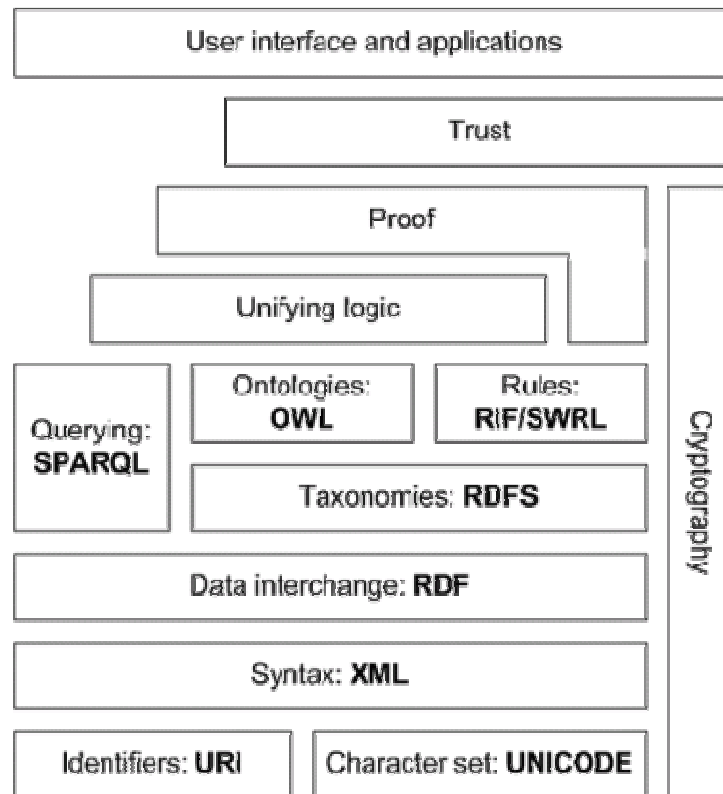 User interface and applications
Trust
Proof
Unifying logic
Querying:
SPARQL
Ontologies:
OWL
Rules:
RIF/SWRL
Taxonomies: RDFS
Data interchange: RDF
Syntax: XML
Identifiers: URI
Character set: UNICODE
Cryptography